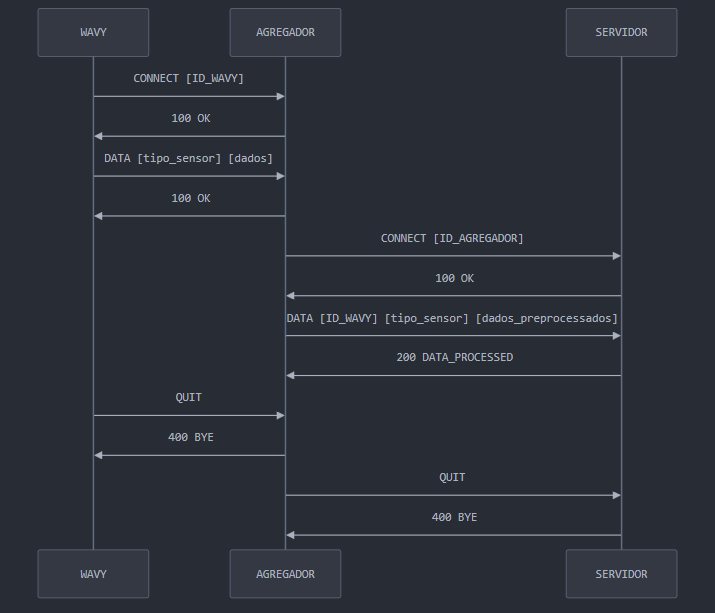 WAVY
AGREGADOR
SERVIDOR
CONNECT [ID_WAVY]
100 OK
DATA [tipo_sensor] [dados]
100 OK
CONNECT [ID_AGREGADOR]
100 OK
DATA [ID_WAVY] [tipo_sensor] [dados_preprocessados]
200 DATA_PROCESSED
QUIT
400 BYE
QUIT
400 BYE
WAVY
AGREGADOR
SERVIDOR